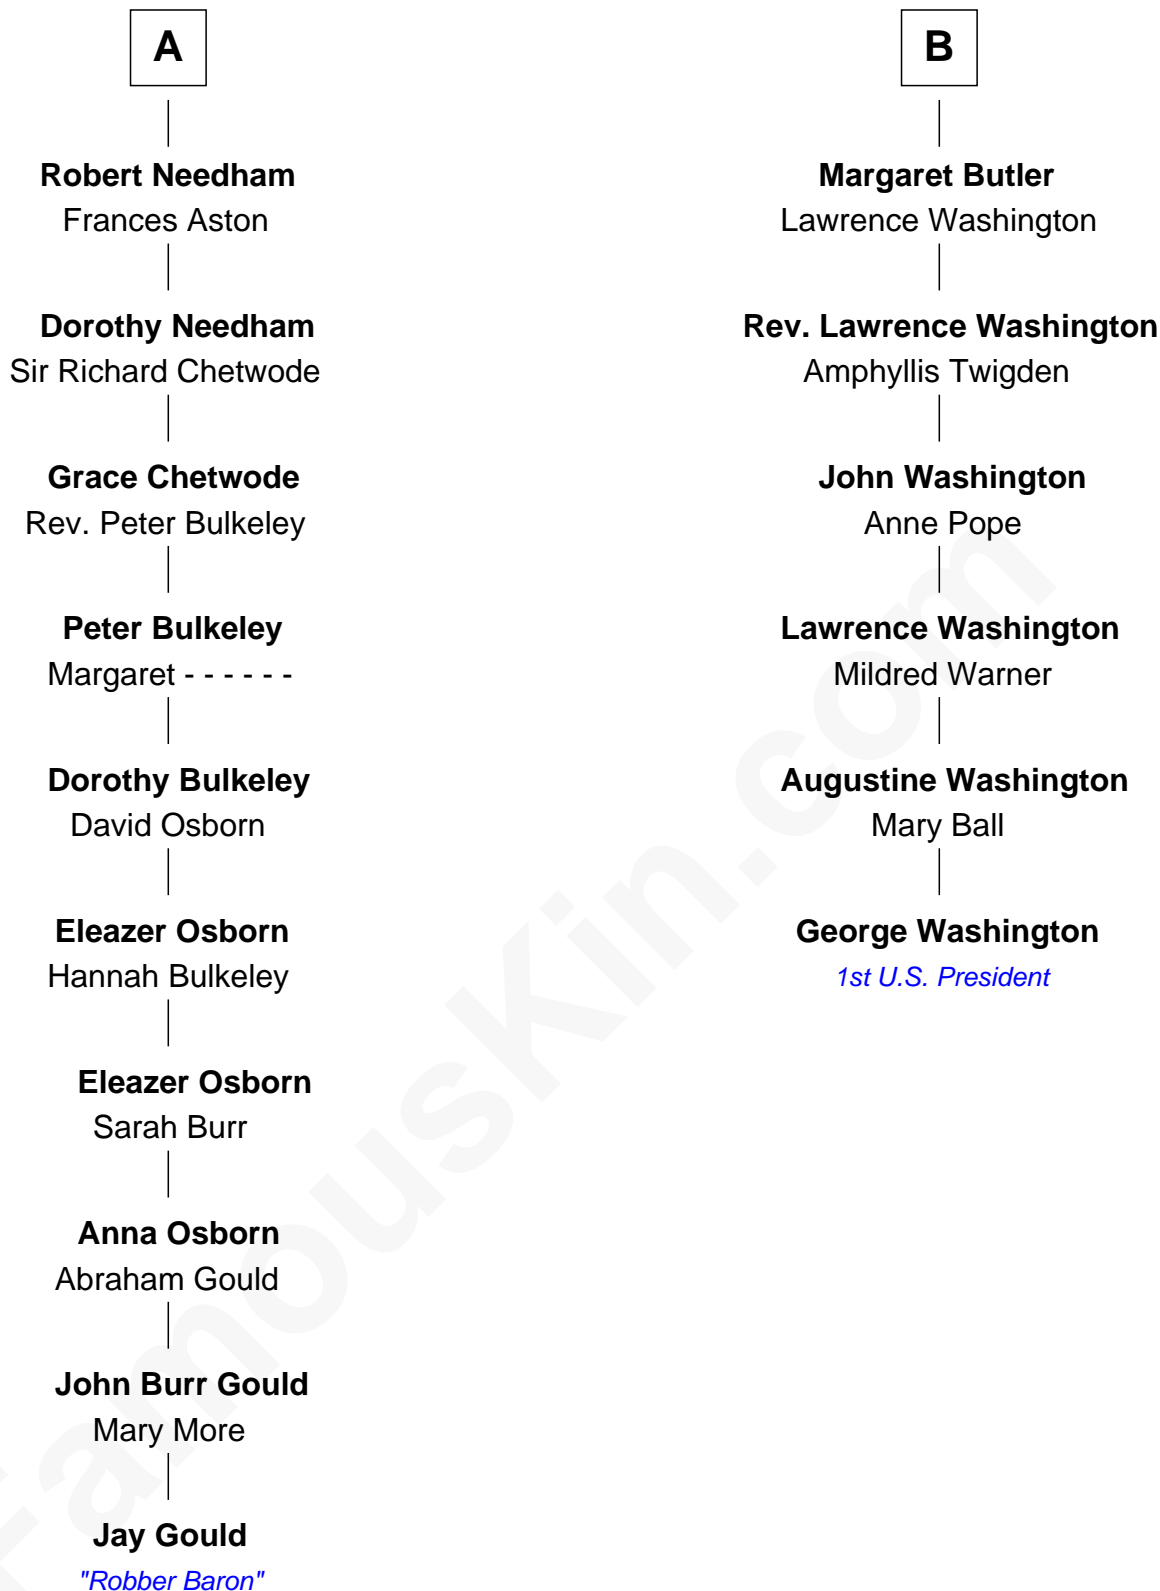 A
Robert Needham
Frances Aston
Dorothy Needham
Sir Richard Chetwode
Grace Chetwode
Rev. Peter Bulkeley
Peter Bulkeley
Margaret - - - - - -
Dorothy Bulkeley
David Osborn
Eleazer Osborn
Hannah Bulkeley
Eleazer Osborn
Sarah Burr
Anna Osborn
Abraham Gould
John Burr Gould
Mary More
Jay Gould
"Robber Baron"
B
Margaret Butler
Lawrence Washington
Rev. Lawrence Washington
Amphyllis Twigden
John Washington
Anne Pope
Lawrence Washington
Mildred Warner
Augustine Washington
Mary Ball
George Washington
1st U.S. President
FamousKin.com